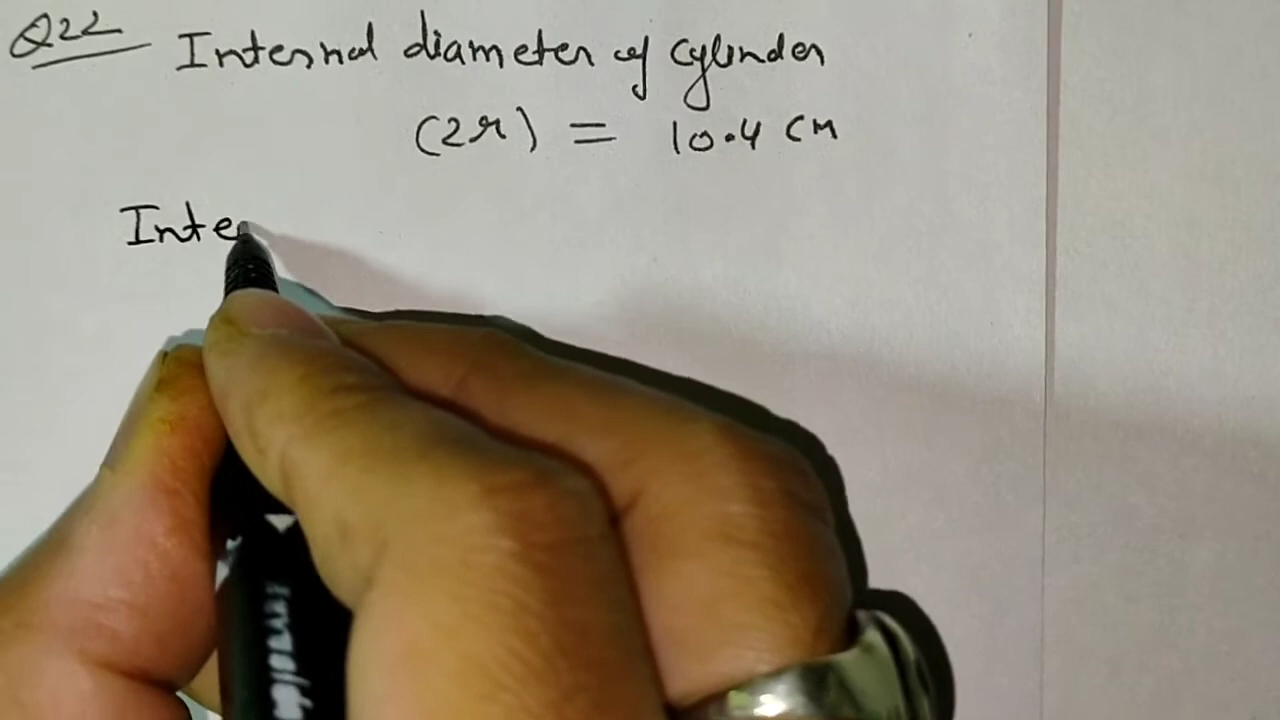 Q22 Internal diameter of cylinder
(2r) = 10.4 cm
Inte